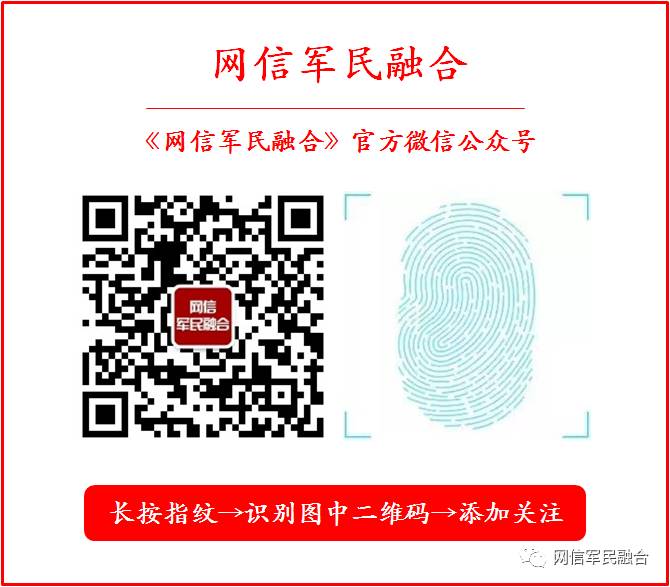 网信军民融合
《网信军民融合》官方微信公众号
网信
军民融合
长按指纹→识别图中二维码→添加关注
网信军民融合